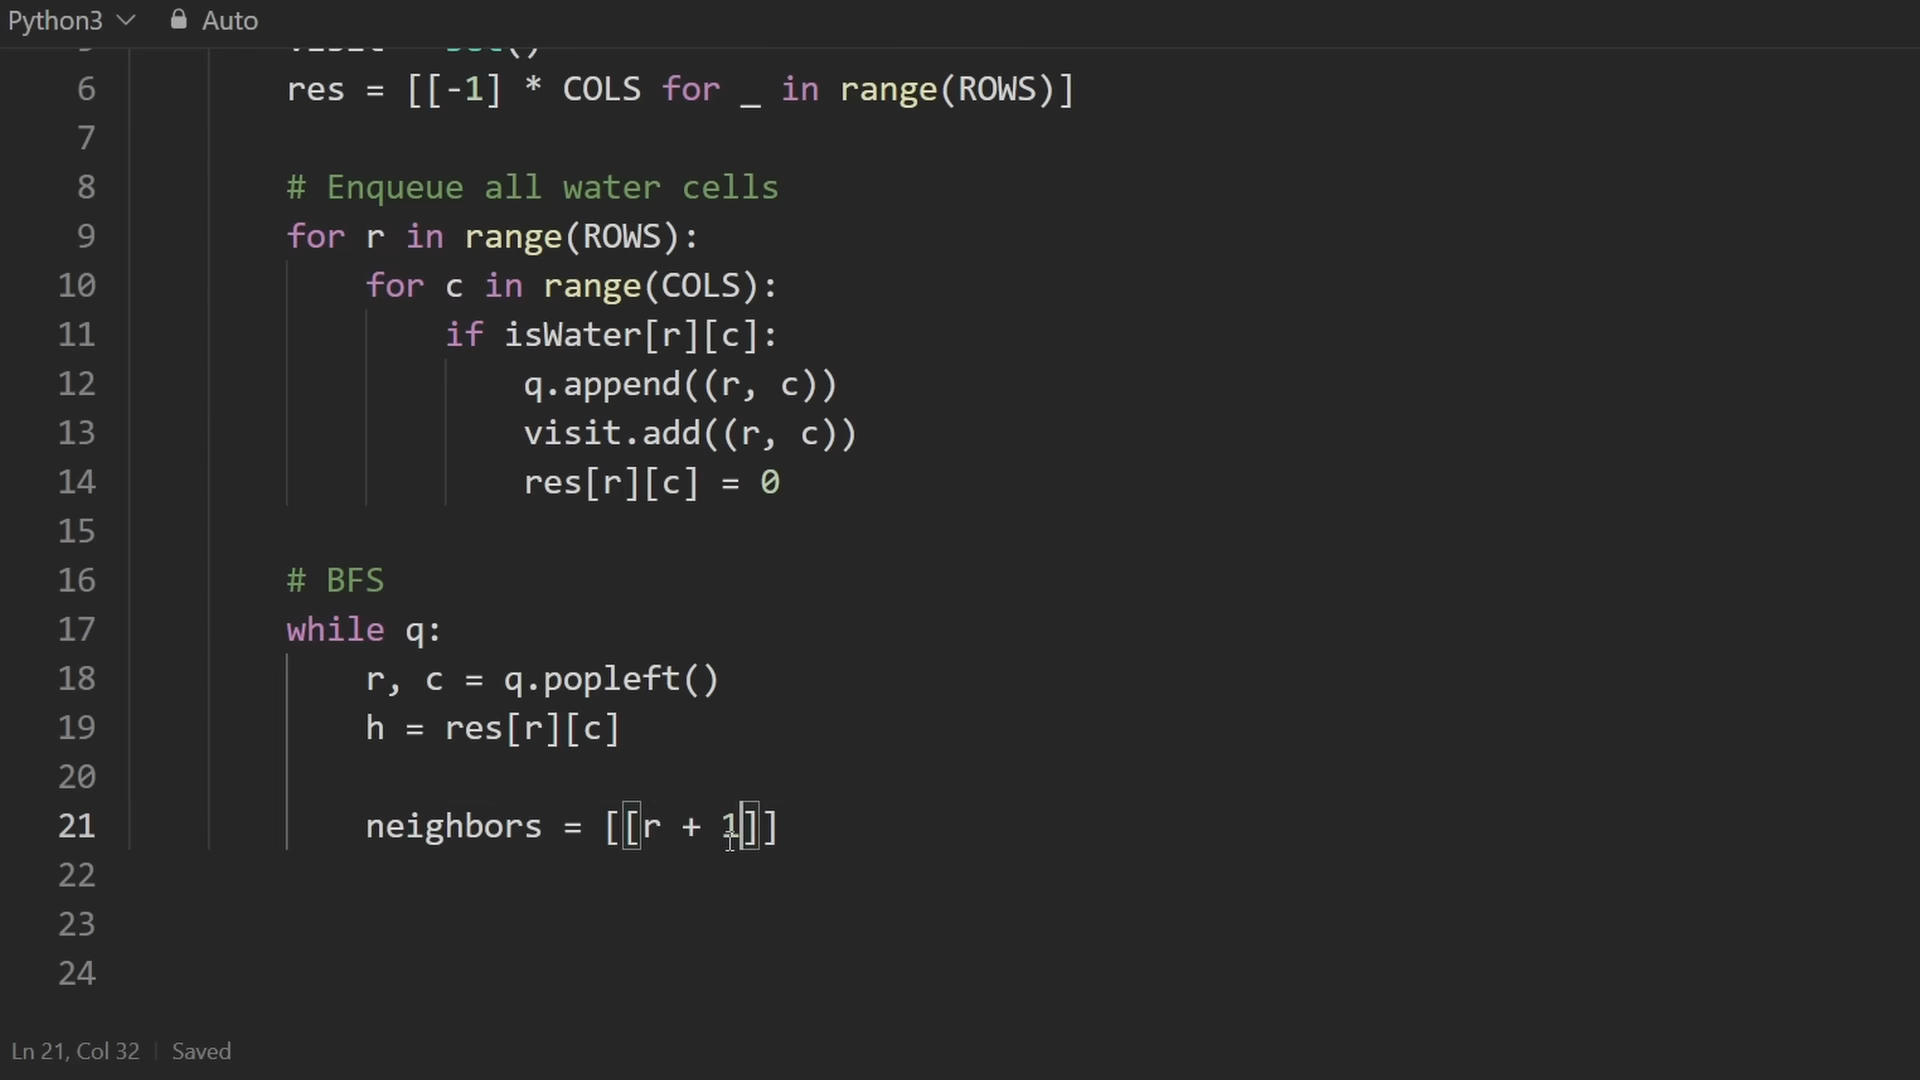 Python3 Auto
6 res = [[-1] * COLS for _ in range(ROWS)]
7
8 # Enqueue all water cells
9 for r in range(ROWS):
10 for c in range(COLS):
11 if isWater[r][c]:
12 q.append((r, c))
13 visit.add((r, c))
14 res[r][c] = 0
15
16 # BFS
17 while q:
18 r, c = q.popleft()
19 h = res[r][c]
20
21 neighbors = [[r + 1]]
22
23
24
Ln 21, Col 32 Saved